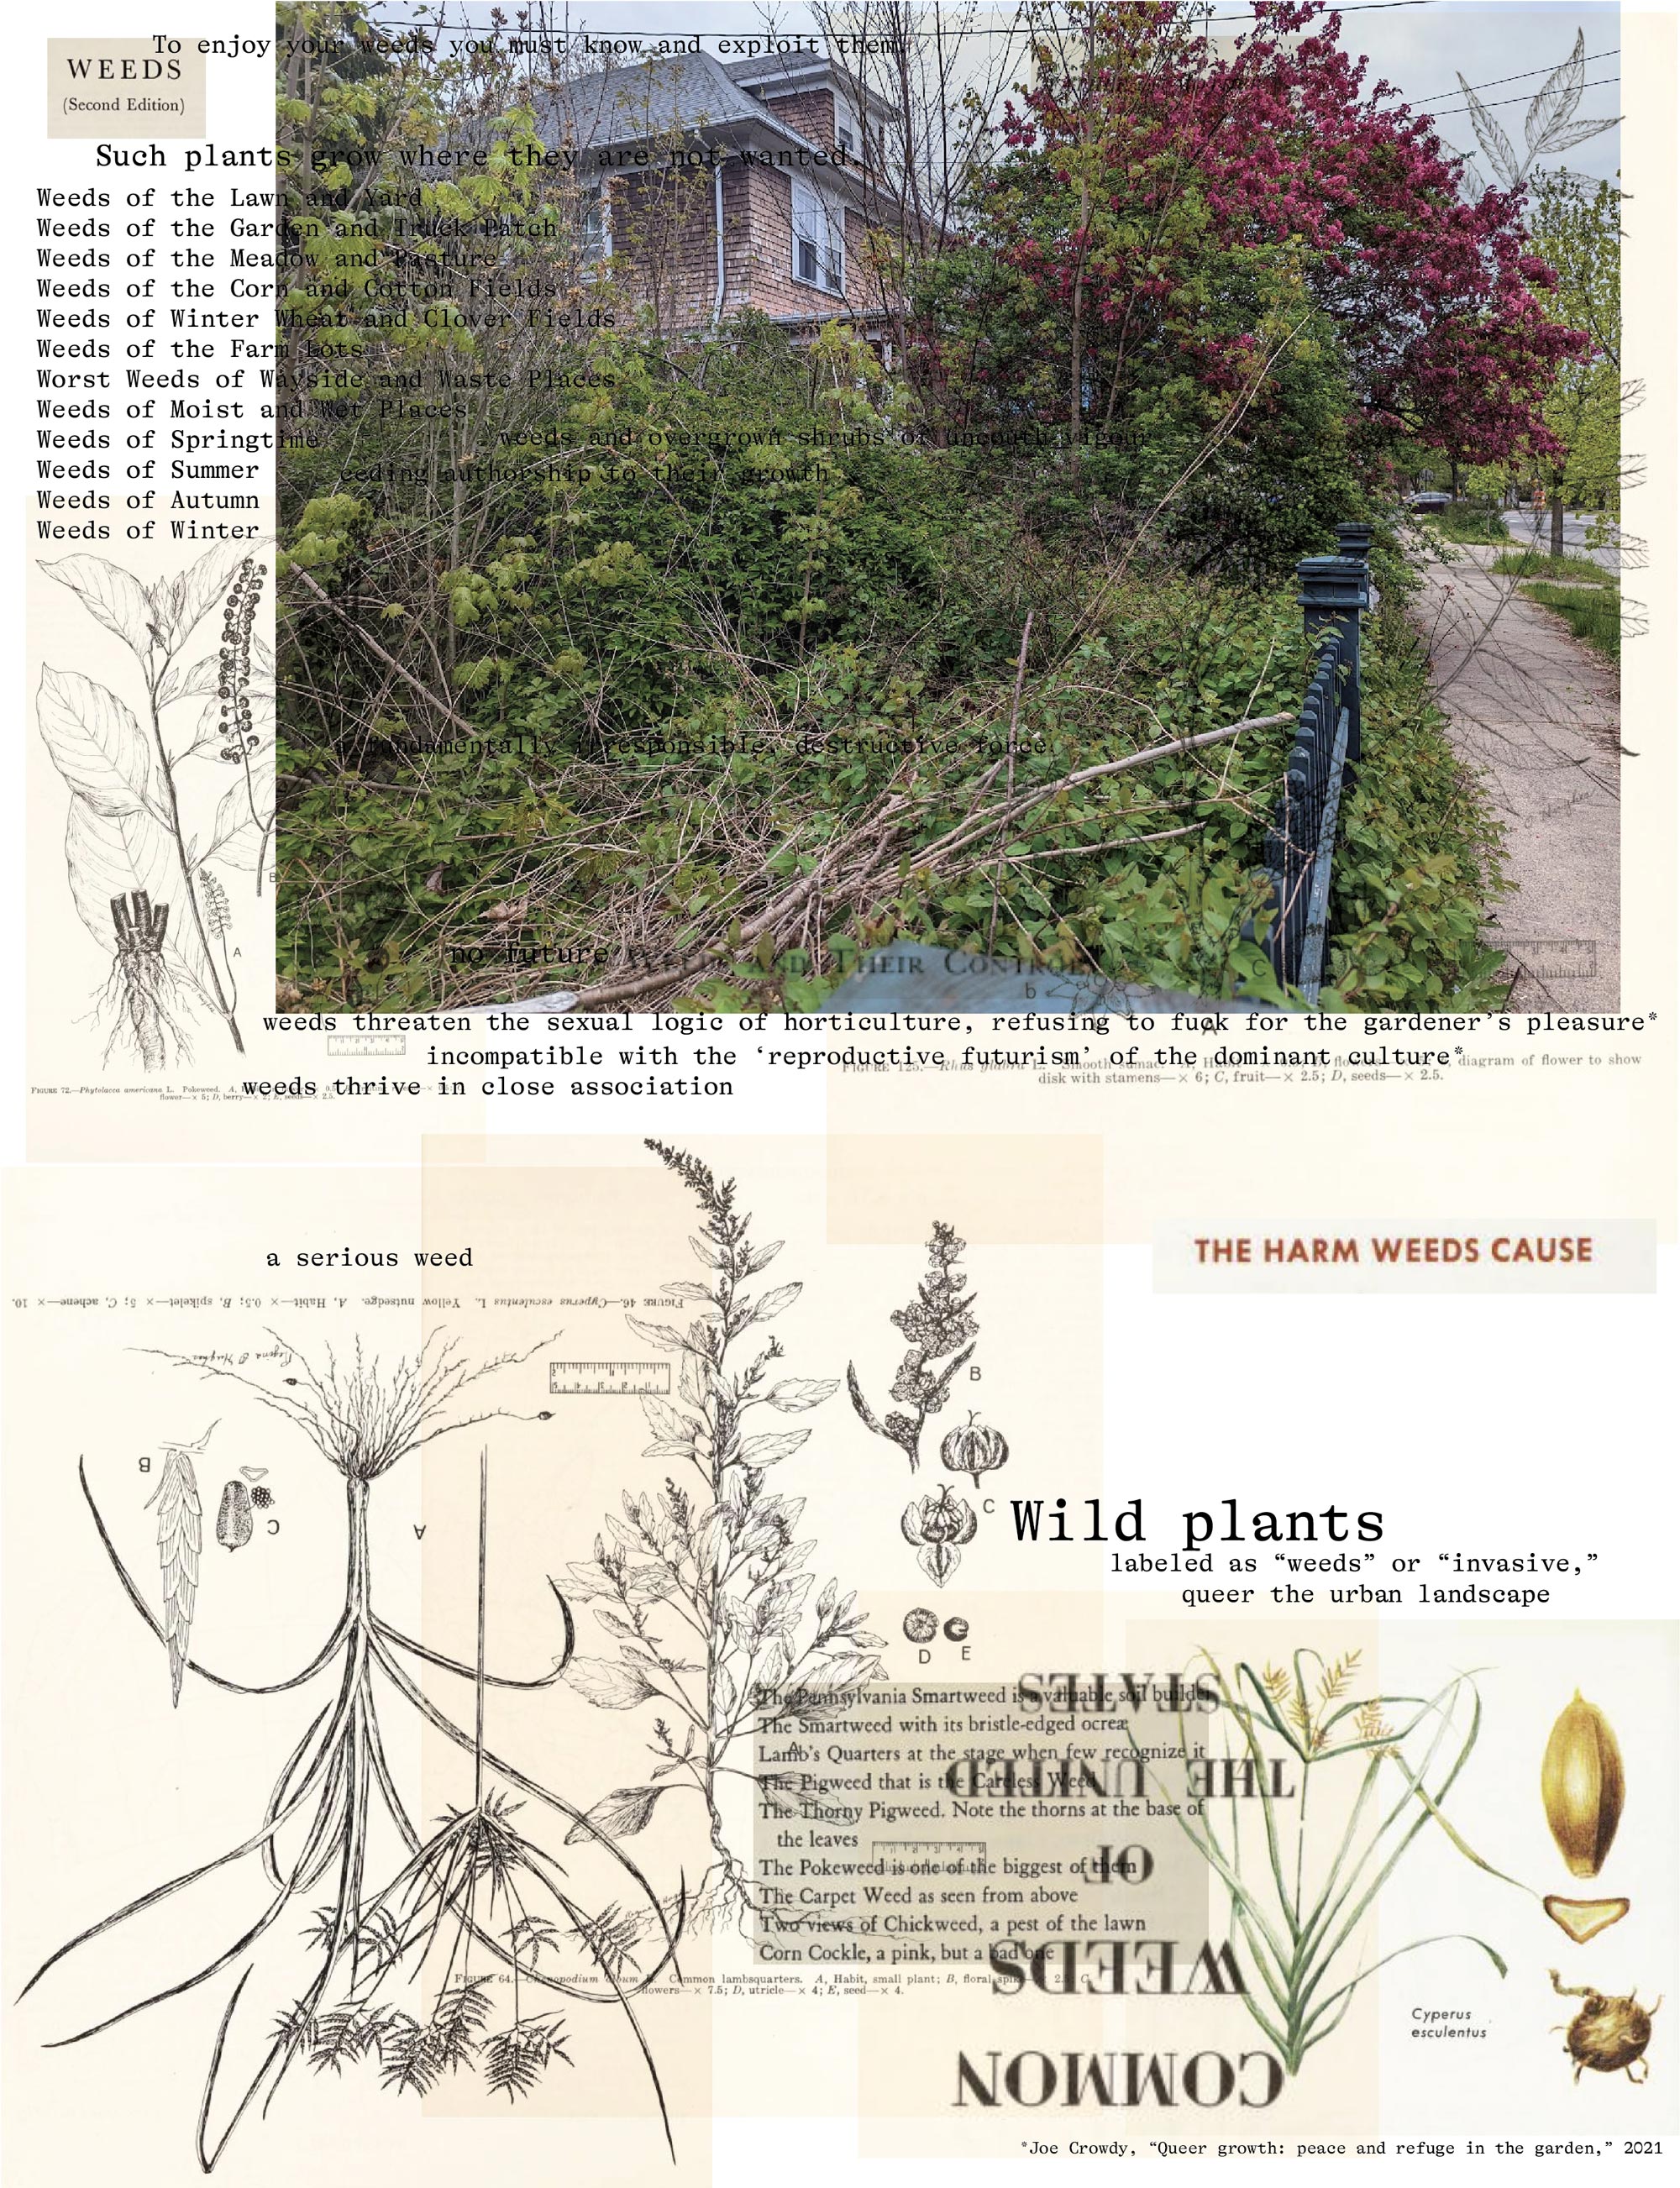 To enjoy your weeds you must know and exploit them.
WEEDS
(Second Edition)
Such plants grow where they are not wanted.
Weeds of the Lawn and Yard
Weeds of the Garden and Truck Patch
Weeds of the Meadow and Pasture
Weeds of the Corn and Cotton Fields
Weeds of Winter Wheat and Clover Fields
Weeds of the Farm Lots
Worst Weeds of Wayside and Waste Places
Weeds of Moist and Wet Places
Weeds of Springtime
weeds and overgrown shrubs of uncouth vigour
Weeds of Summer
ceding authorship to their growth
Weeds of Autumn
Weeds of Winter
a fundamentally irresponsible, destructive force.
B
A
no future
AND THEIR CONTROL
C
b
weeds threaten the sexual logic of horticulture, refusing to fuck for the gardener's pleasure*
incompatible with the ‘reproductive futurism’ of the dominant culture*
FIGURE 125.—Rhus glabra L. Smooth sumac. A, diagram of flower to show
disk with stamens—× 6; C, fruit—× 2.5; D, seeds—× 2.5.
weeds thrive in close association
FIGURE 72.—Phytolacca americana L. Pokeweed. A,
flower—× 5; D, berry—× 2; E, seeds—× 2.5.
THE HARM WEEDS CAUSE
a serious weed
FIGURE 46.—Cyperus esculentus L. Yellow nutsedge. A, Habit—× 0.5; B, spikelet—× 5; C, achene—× 10.
Regina O Hughes
B
B
C
A
C
D
E
Wild plants
labeled as “weeds” or “invasive,”
queer the urban landscape
The Pennsylvania Smartweed is a valuable soil builder
The Smartweed with its bristle-edged ocreæ
Lamb's Quarters at the stage when few recognize it
A
The Pigweed that is the Careless Weed
The Thorny Pigweed. Note the thorns at the base of
the leaves
The Pokeweed is one of the biggest of them
The Carpet Weed as seen from above
Two views of Chickweed, a pest of the lawn
Corn Cockle, a pink, but a bad one
COMMON
WEEDS
OF
THE UNITED
STATES
FIGURE 64.—Chenopodium album L. Common lambsquarters. A, Habit, small plant; B, floral spike—× 2.5; C,
flowers—× 7.5; D, utricle—× 4; E, seed—× 4.
Cyperus
esculentus
*Joe Crowdy, “Queer growth: peace and refuge in the garden,” 2021